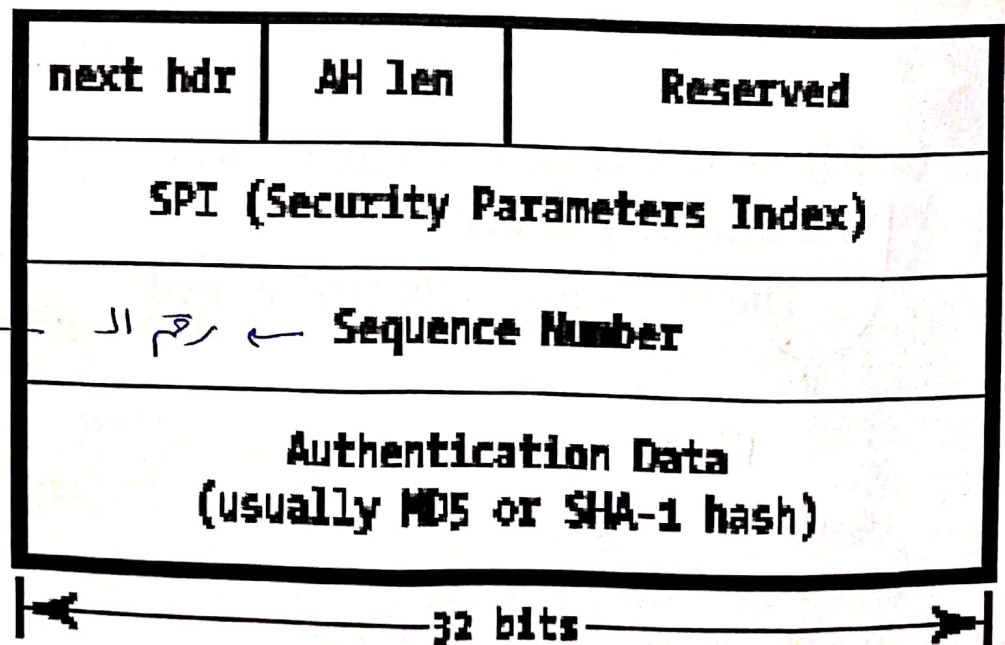 next hdr AH len Reserved
SPI (Security Parameters Index)
رقم الـ ← Sequence Number
Authentication Data
(usually MD5 or SHA-1 hash)
32 bits